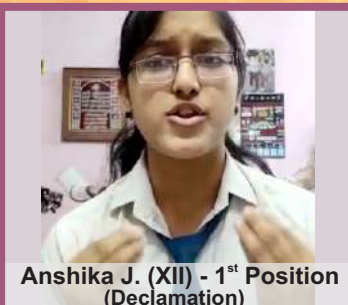 Anshika J. (XII) - 1st Position
(Declamation)